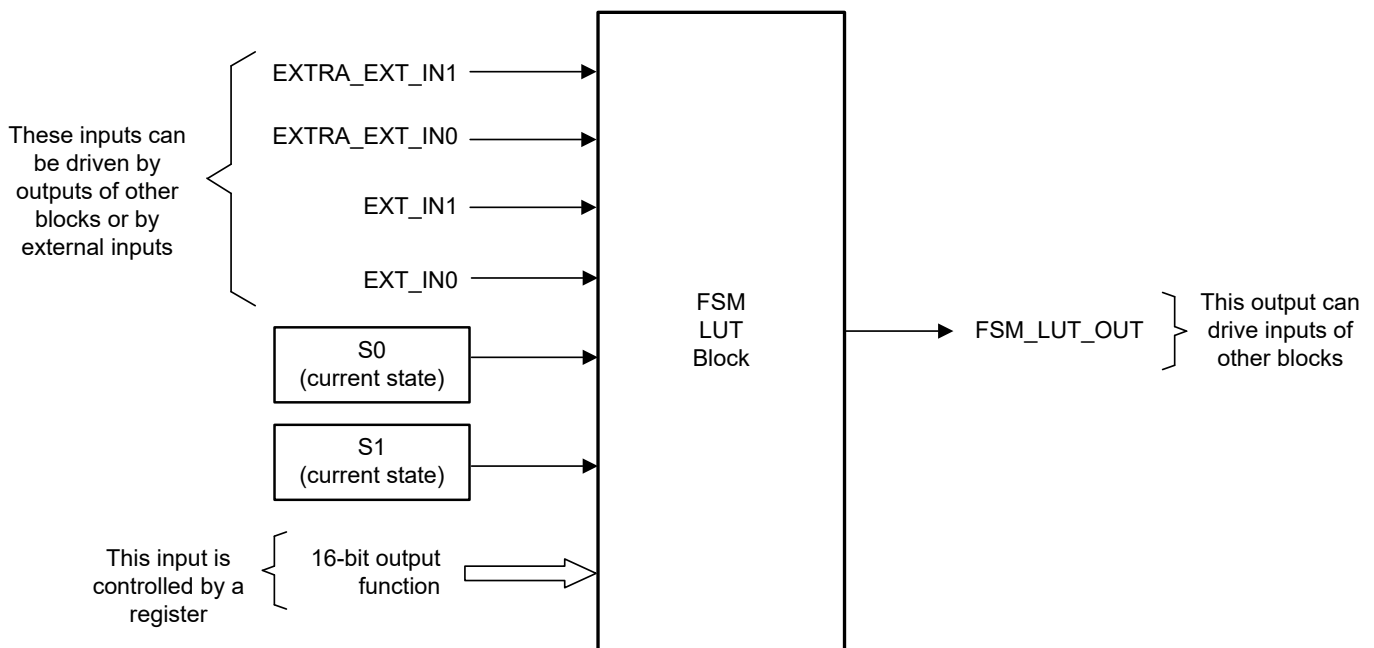 These inputs can
be driven by
outputs of other
blocks or by
external inputs
EXTRA_EXT_IN1
EXTRA_EXT_IN0
EXT_IN1
EXT_IN0
S0
(current state)
S1
(current state)
This input is
controlled by a
register
16-bit output
function
FSM
LUT
Block
FSM_LUT_OUT
This output can
drive inputs of
other blocks